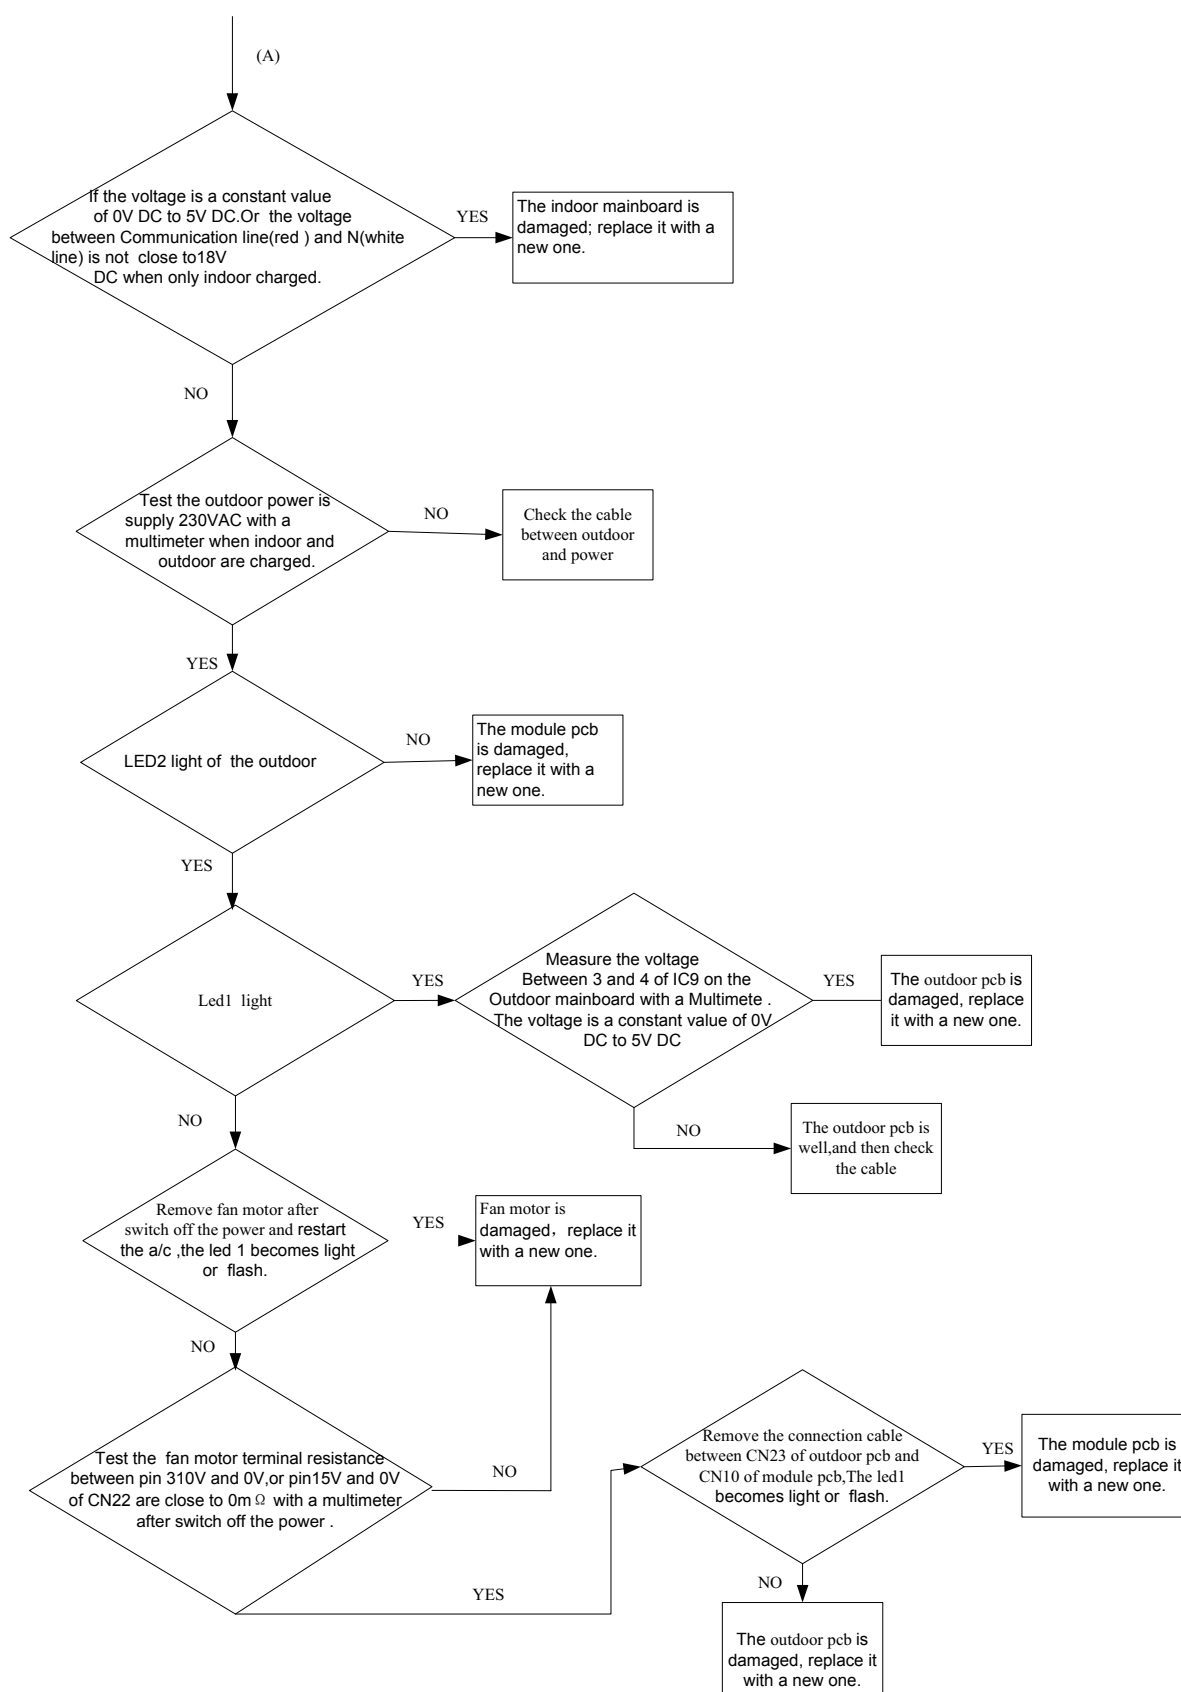 (A)
If the voltage is a constant value
of 0V DC to 5V DC.Or the voltage
between Communication line(red ) and N(white
line) is not close to18V
DC when only indoor charged.
YES
The indoor mainboard is
damaged; replace it with a
new one.
NO
Test the outdoor power is
supply 230VAC with a
multimeter when indoor and
outdoor are charged.
NO
Check the cable
between outdoor
and power
YES
LED2 light of the outdoor
NO
The module pcb
is damaged,
replace it with a
new one.
YES
Led1 light
YES
Measure the voltage
Between 3 and 4 of IC9 on the
Outdoor mainboard with a Multimete .
The voltage is a constant value of 0V
DC to 5V DC
YES
The outdoor pcb is
damaged, replace
it with a new one.
NO
The outdoor pcb is
well,and then check
the cable
NO
Remove fan motor after
switch off the power and restart
the a/c ,the led 1 becomes light
or flash.
YES
Fan motor is
damaged，replace it
with a new one.
NO
Test the fan motor terminal resistance
between pin 310V and 0V,or pin15V and 0V
of CN22 are close to 0mΩ with a multimeter
after switch off the power .
NO
YES
Remove the connection cable
between CN23 of outdoor pcb and
CN10 of module pcb,The led1
becomes light or flash.
YES
The module pcb is
damaged, replace it
with a new one.
NO
The outdoor pcb is
damaged, replace it
with a new one.